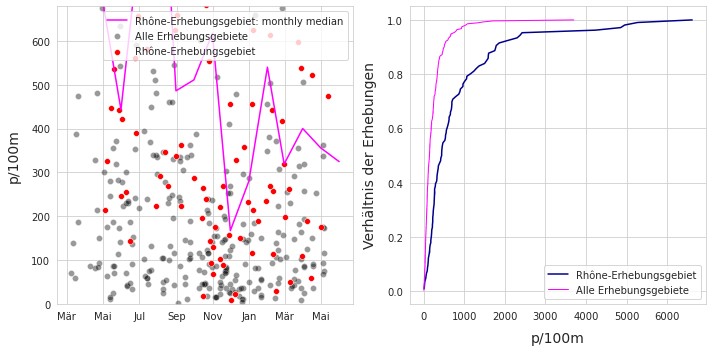 Rhône-Erhebungsgebiet: monthly median
Alle Erhebungsgebiete
Rhône-Erhebungsgebiet
p/100m
600
500
400
300
200
100
0
Mär
Mai
Jul
Sep
Nov
Jan
Mär
Mai
Verhältnis der Erhebungen
1.0
0.8
0.6
0.4
0.2
0.0
Rhône-Erhebungsgebiet
Alle Erhebungsgebiete
0
1000
2000
3000
4000
5000
6000
p/100m